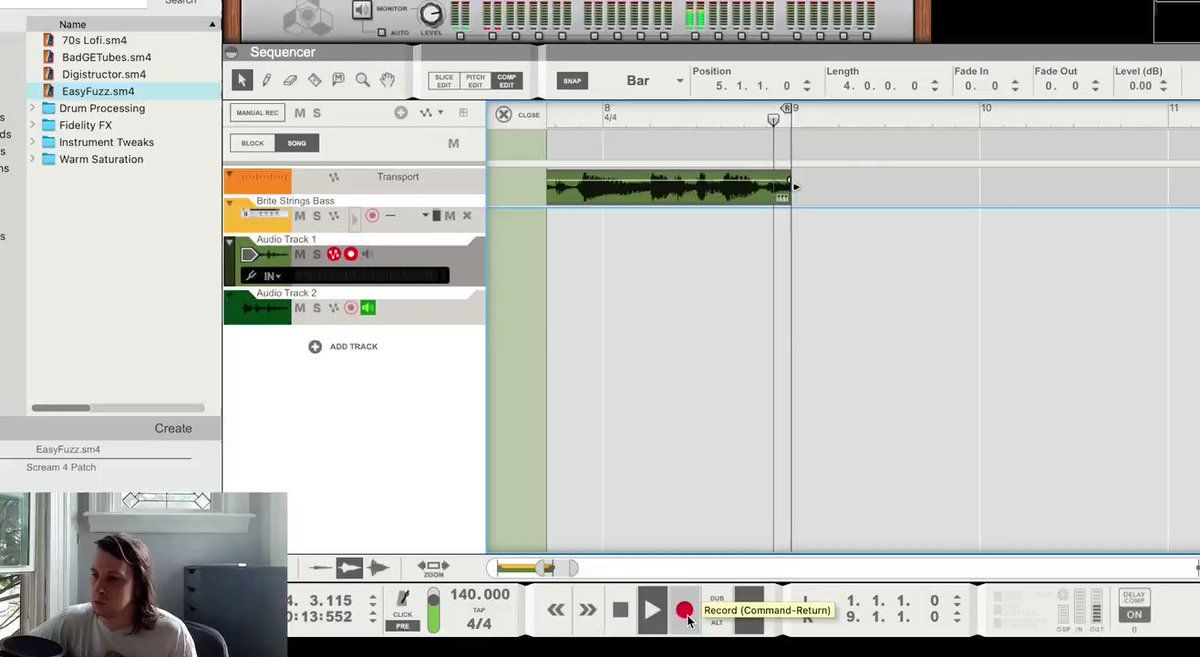 Search
Name
70s Lofi.sm4
BadGETubes.sm4
Digistructor.sm4
EasyFuzz.sm4
Drum Processing
Fidelity FX
Instrument Tweaks
Warm Saturation
Create
EasyFuzz.sm4
Scream 4 Patch
MONITOR
AUTO
LEVEL
Sequencer
SLICE EDIT
PITCH EDIT
COMP EDIT
SNAP
Bar
Position
5. 1. 1. 0
Length
4. 0. 0. 0
Fade In
0. 0
Fade Out
0. 0
Level (dB)
0.00
MANUAL REC
M S
CLOSE
8
4/4
R
9
10
11
BLOCK
SONG
M
Transport
Brite Strings Bass
M S
M
Audio Track 1
M S
IN
Audio Track 2
M S
ADD TRACK
ZOOM
4. 3.115
0:13:552
CLICK
PRE
140.000
TAP
4/4
DUB
ALT
Record (Command-Return)
L
1. 1. 1. 0
R
9. 1. 1. 0
DSP IN OUT
DELAY COMP
ON
0